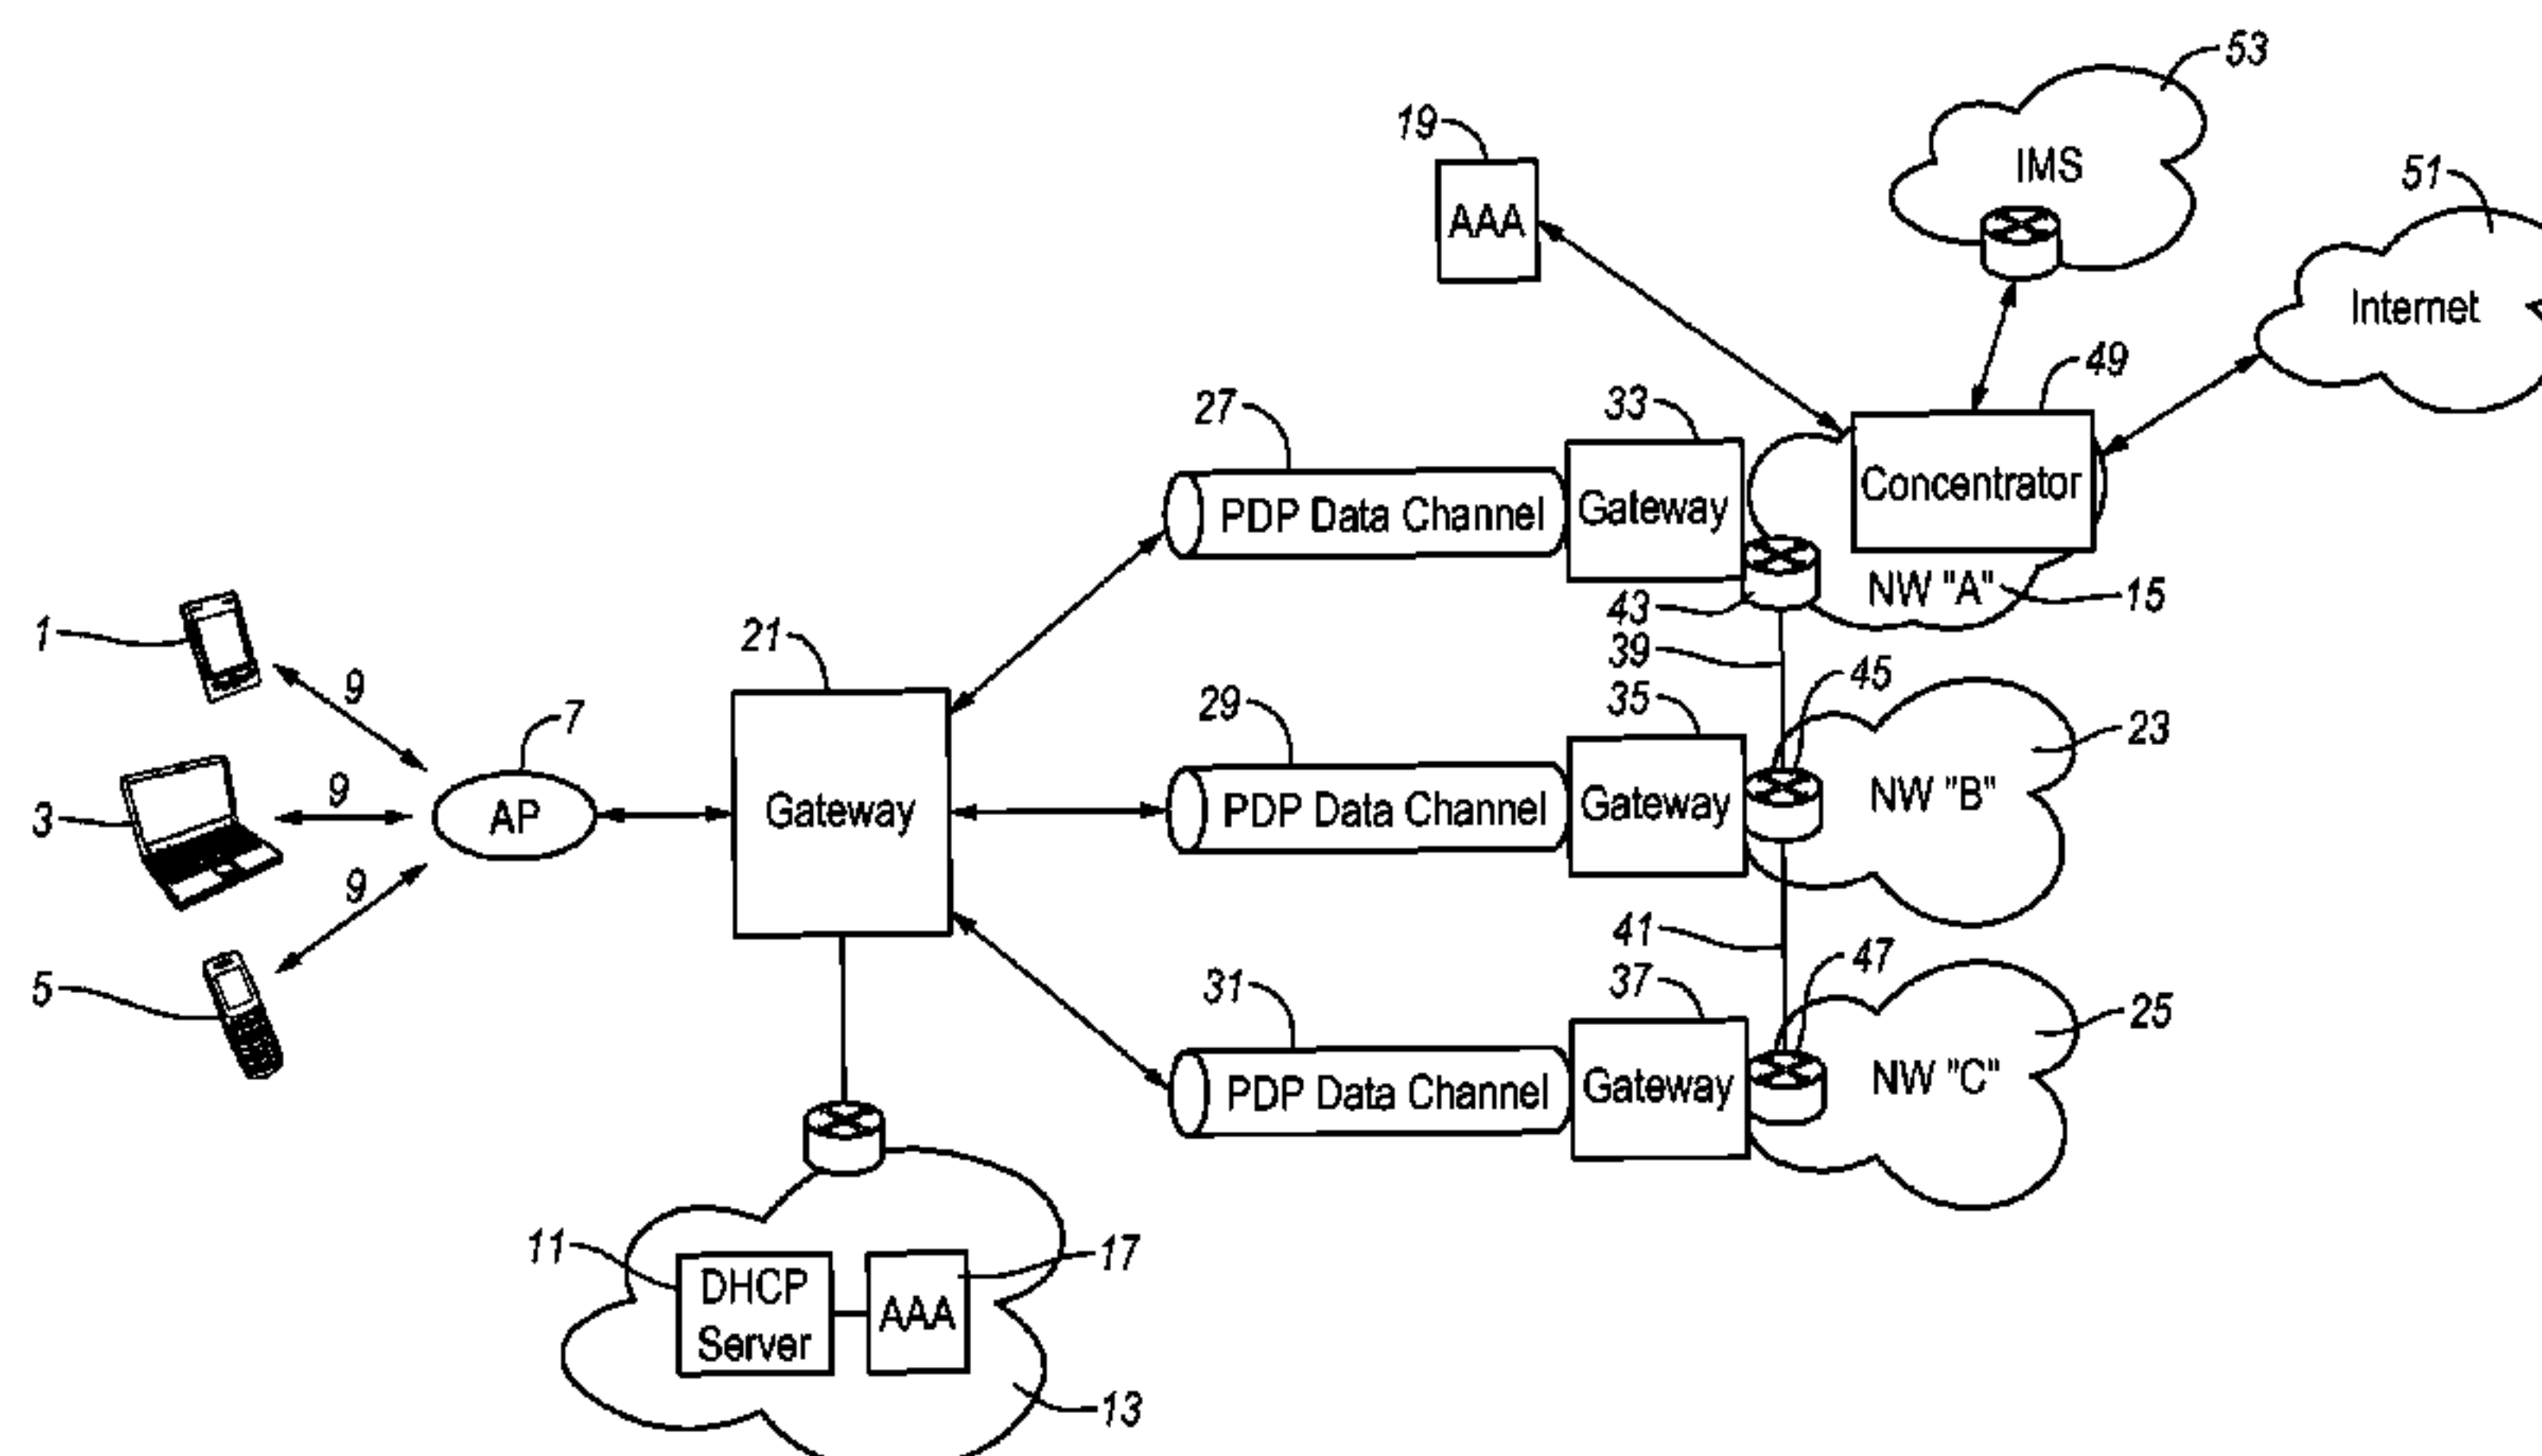 53
19
IMS
51
AAA
Internet
49
27
33
Concentrator
PDP Data Channel
Gateway
NW "A"
15
43
1
21
39
9
45
35
7
29
23
NW "B"
3
9
AP
Gateway
PDP Data Channel
Gateway
9
41
47
5
31
37
25
NW "C"
PDP Data Channel
Gateway
11
17
DHCP
Server
AAA
13